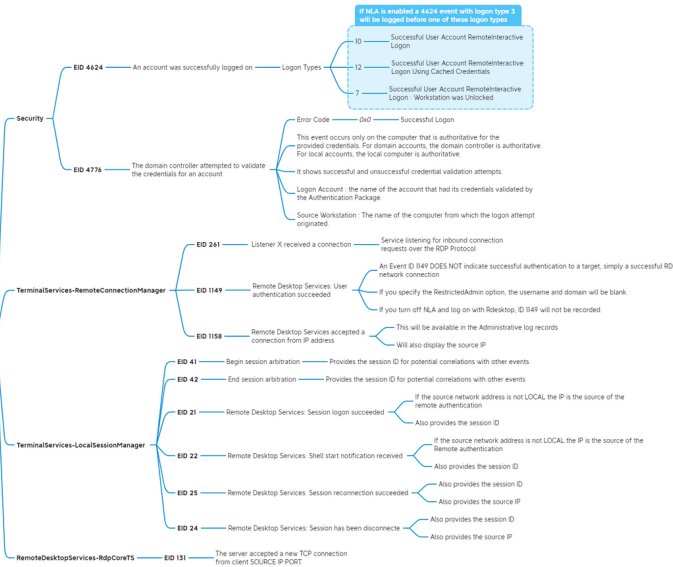 If NLA is enabled a 4624 event with logon type 3
will be logged before one of these logon types
10
Successful User Account RemoteInteractive
Logon
EID 4624
An account was successfully logged on
Logon Types
12
Successful User Account RemoteInteractive
Logon Using Cached Credentials
7
Successful User Account RemoteInteractive
Logon : Workstation was Unlocked
Security
Error Code
0x0
Successful Logon
This event occurs only on the computer that is authoritative for the
provided credentials. For domain accounts, the domain controller is authoritative.
For local accounts, the local computer is authoritative.
EID 4776
The domain controller attempted to validate
the credentials for an account
It shows successful and unsuccessful credential validation attempts.
Logon Account : the name of the account that had its credentials validated by
the Authentication Package.
Source Workstation : The name of the computer from which the logon attempt
originated.
EID 261
Listener X received a connection
Service listening for inbound connection
requests over the RDP Protocol
TerminalServices-RemoteConnectionManager
EID 1149
Remote Desktop Services: User
authentication succeeded
An Event ID 1149 DOES NOT indicate successful authentication to a target, simply a successful RD
network connection
If you specify the RestrictedAdmin option, the username and domain will be blank.
If you turn off NLA and log on with Rdesktop, ID 1149 will not be recorded.
EID 1158
Remote Desktop Services accepted a
connection from IP address
This will be available in the Administrative log records
Will also display the source IP
EID 41
Begin session arbitration
Provides the session ID for potential correlations with other events
EID 42
End session arbitration
Provides the session ID for potential correlations with other events
EID 21
Remote Desktop Services: Session logon succeeded
If the source network address is not LOCAL the IP is the source of the
remote authentication
Also provides the session ID
TerminalServices-LocalSessionManager
EID 22
Remote Desktop Services: Shell start notification received
If the source network address is not LOCAL the IP is the source of the
Remote authentication
Also provides the session ID
EID 25
Remote Desktop Services: Session reconnection succeeded
Also provides the session ID
Also provides the source IP
EID 24
Remote Desktop Services: Session has been disconnecte
Also provides the session ID
Also provides the source IP
RemoteDesktopServices-RdpCoreTS
EID 131
The server accepted a new TCP connection
from client SOURCE IP:PORT.